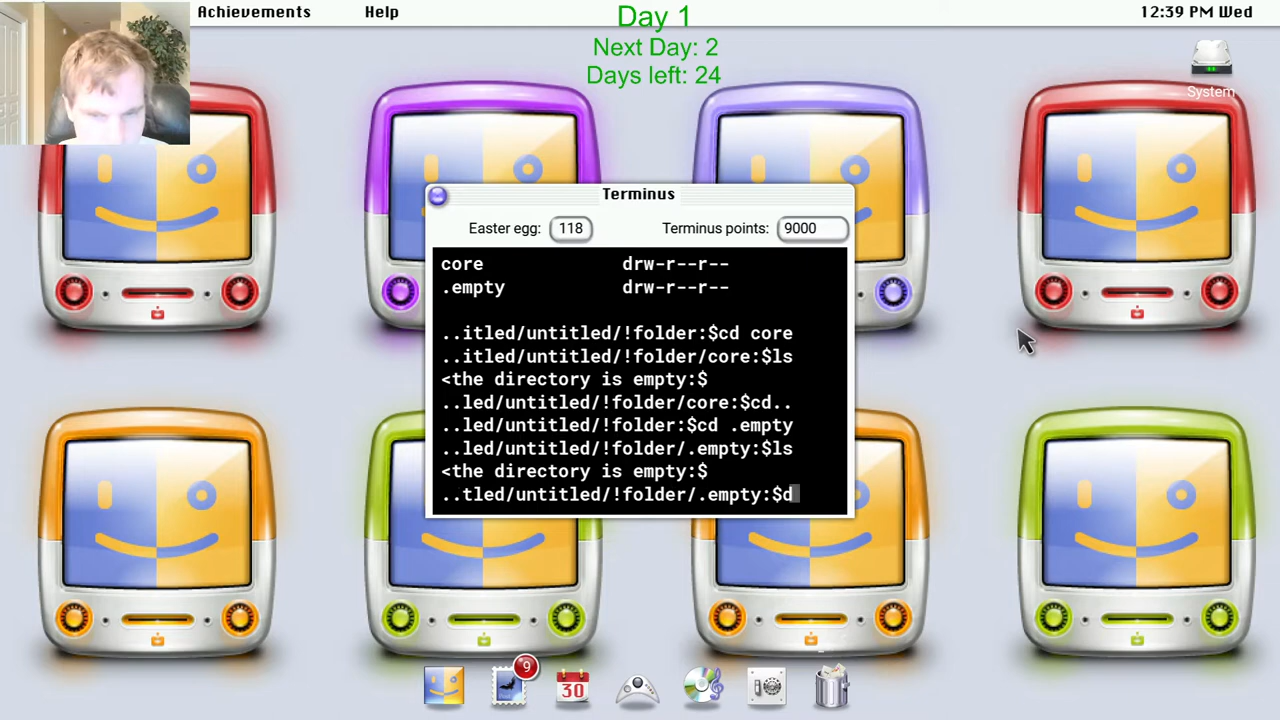 Achievements
Help
Day 1
Next Day: 2
Days left: 24
12:39 PM Wed
System
Terminus
Easter egg: 118
Terminus points: 9000
core drw-r--r--
.empty drw-r--r--
..itled/untitled/!folder:$cd core
..itled/untitled/!folder/core:$ls
<the directory is empty:$
..led/untitled/!folder/core:$cd..
..led/untitled/!folder:$cd .empty
..led/untitled/!folder/.empty:$ls
<the directory is empty:$
..tled/untitled/!folder/.empty:$d
9
30